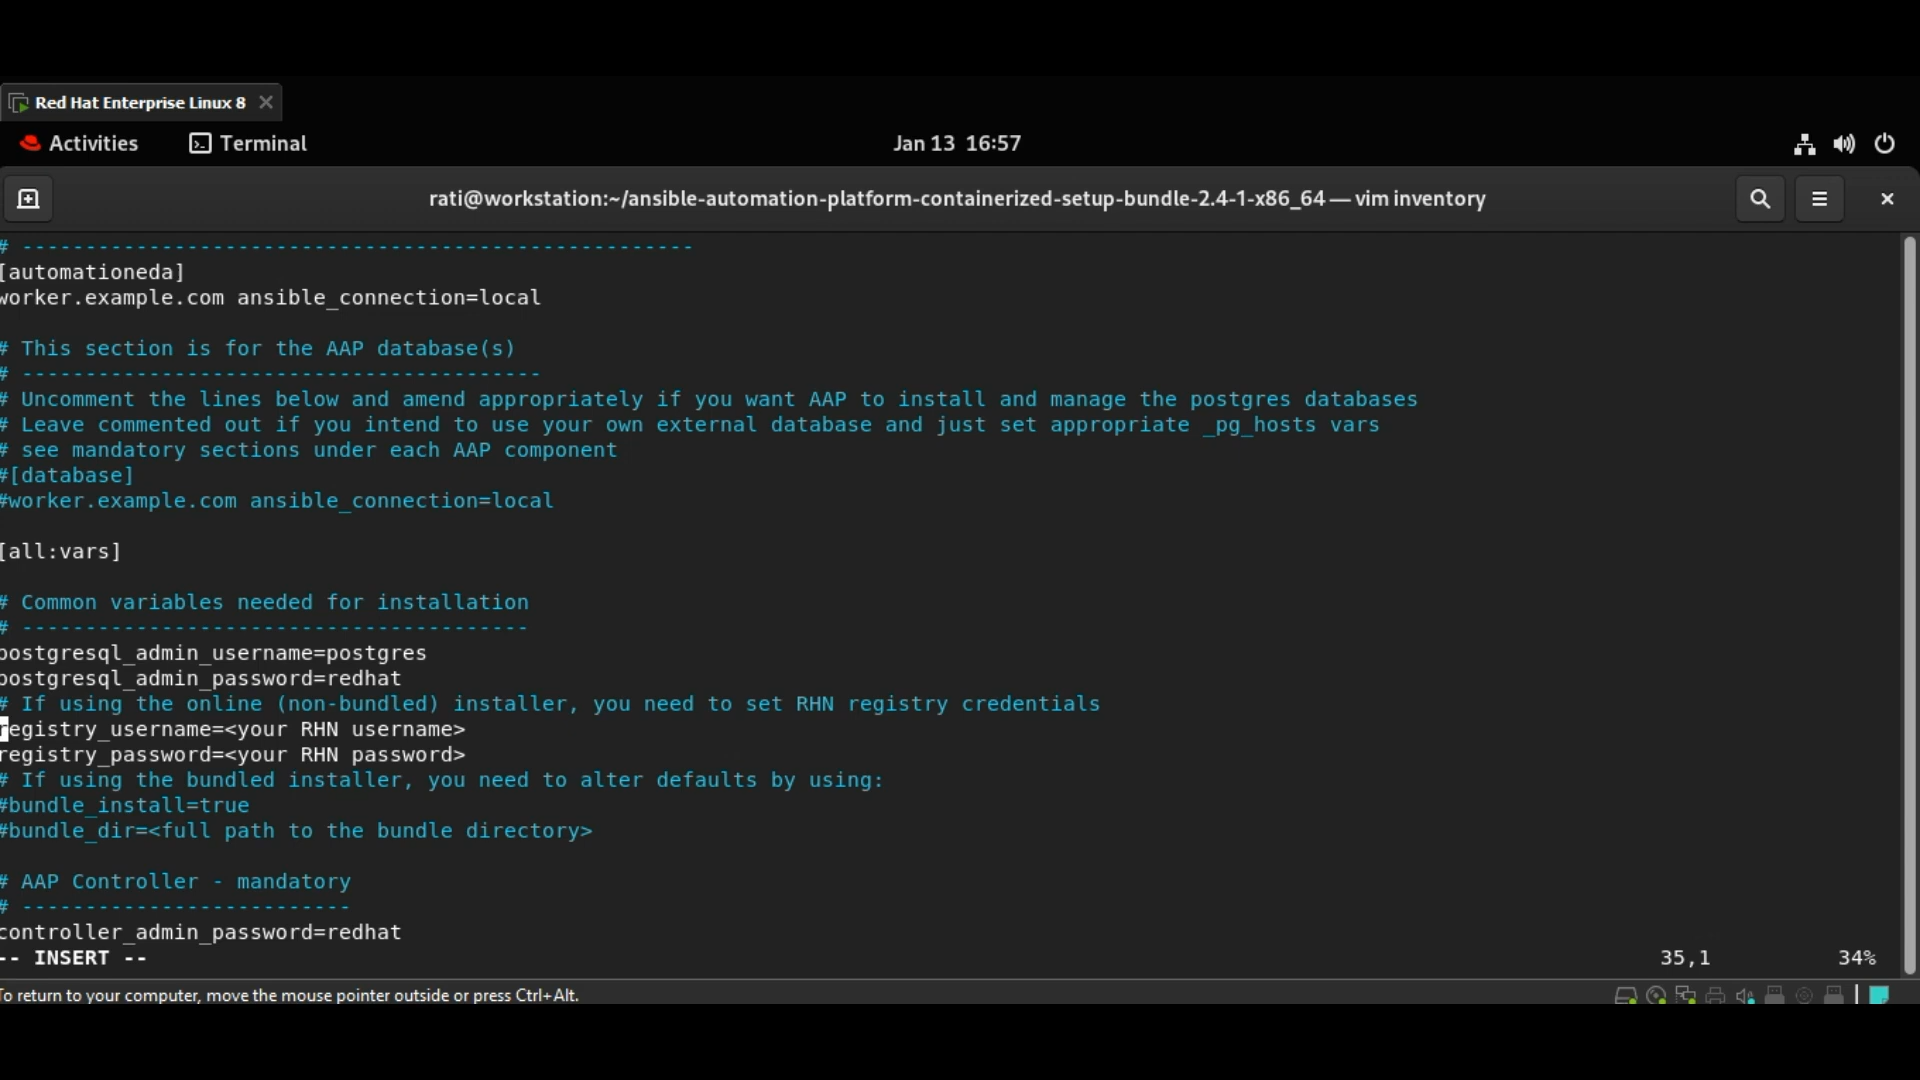 Red Hat Enterprise Linux 8
Activities Terminal Jan 13 16:57
rati@workstation:~/ansible-automation-platform-containerized-setup-bundle-2.4-1-x86_64 — vim inventory
# -----------------------------------------------------
[automationeda]
worker.example.com ansible_connection=local
# This section is for the AAP database(s)
# -----------------------------------------
# Uncomment the lines below and amend appropriately if you want AAP to install and manage the postgres databases
# Leave commented out if you intend to use your own external database and just set appropriate _pg_hosts vars
# see mandatory sections under each AAP component
#[database]
#worker.example.com ansible_connection=local
[all:vars]
# Common variables needed for installation
# ----------------------------------------
postgresql_admin_username=postgres
postgresql_admin_password=redhat
# If using the online (non-bundled) installer, you need to set RHN registry credentials
registry_username=<your RHN username>
registry_password=<your RHN password>
# If using the bundled installer, you need to alter defaults by using:
#bundle_install=true
#bundle_dir=<full path to the bundle directory>
# AAP Controller - mandatory
# --------------------------
controller_admin_password=redhat
-- INSERT -- 35,1 34%
To return to your computer, move the mouse pointer outside or press Ctrl+Alt.